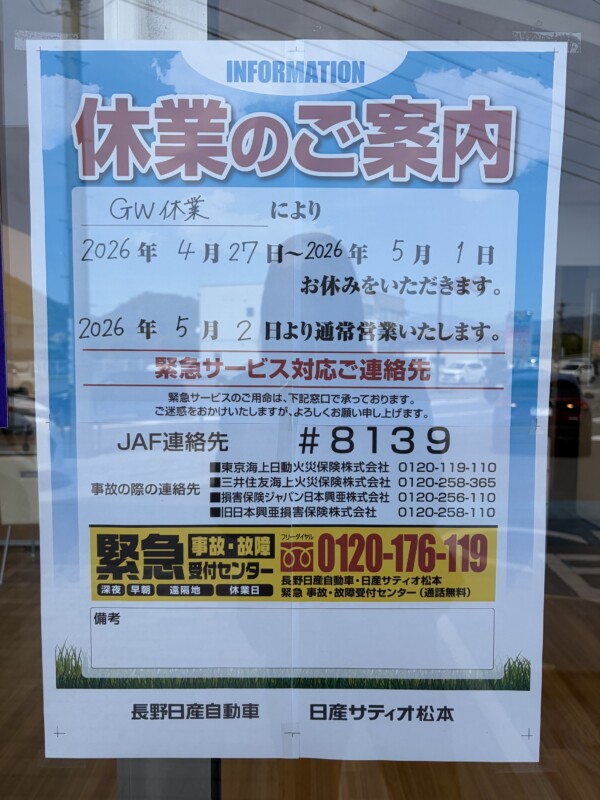 INFORMATION
休業のご案内
GW休業 により
2026年 4月27日～2026年 5月 1日
お休みをいただきます。
2026年 5月 2日より通常営業いたします。
緊急サービス対応ご連絡先
緊急サービスのご用命は、下記窓口で承っております。
ご迷惑をおかけいたしますが、よろしくお願い申し上げます。
JAF連絡先 #8139
事故の際の連絡先
■東京海上日動火災保険株式会社 0120-119-110
■三井住友海上火災保険株式会社 0120-258-365
■損害保険ジャパン日本興亜株式会社 0120-256-110
■旧日本興亜損害保険株式会社 0120-258-110
緊急 事故・故障 受付センター
深夜 早朝 遠隔地 休業日
フリーダイヤル 0120-176-119
長野日産自動車・日産サティオ松本
緊急 事故・故障受付センター（通話無料）
備考
長野日産自動車 日産サティオ松本